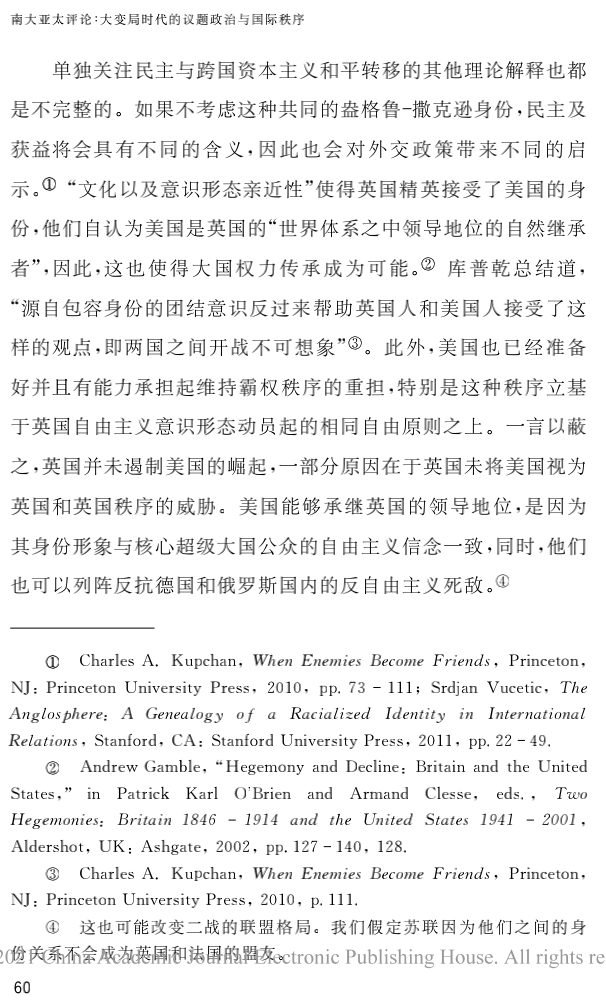 南大亚太评论:大变局时代的议题政治与国际秩序
单独关注民主与跨国资本主义和平转移的其他理论解释也都
是不完整的。如果不考虑这种共同的盎格鲁-撒克逊身份,民主及
获益将会具有不同的含义,因此也会对外交政策带来不同的启
示。① “文化以及意识形态亲近性”使得英国精英接受了美国的身
份,他们自认为美国是英国的“世界体系之中领导地位的自然继承
者”,因此,这也使得大国权力传承成为可能。② 库普乾总结道,
“源自包容身份的团结意识反过来帮助英国人和美国人接受了这
样的观点,即两国之间开战不可想象”③。此外,美国也已经准备
好并且有能力承担起维持霸权秩序的重担,特别是这种秩序立基
于英国自由主义意识形态动员起的相同自由原则之上。一言以蔽
之,英国并未遏制美国的崛起,一部分原因在于英国未将美国视为
英国和英国秩序的威胁。美国能够承继英国的领导地位,是因为
其身份形象与核心超级大国公众的自由主义信念一致,同时,他们
也可以列阵反抗德国和俄罗斯国内的反自由主义死敌。④
① Charles A. Kupchan, When Enemies Become Friends, Princeton,
NJ: Princeton University Press, 2010, pp. 73 - 111; Srdjan Vucetic, The
Anglosphere: A Genealogy of a Racialized Identity in International
Relations, Stanford, CA: Stanford University Press, 2011, pp. 22 - 49.
② Andrew Gamble, “Hegemony and Decline: Britain and the United
States,” in Patrick Karl O'Brien and Armand Clesse, eds., Two
Hegemonies: Britain 1846 - 1914 and the United States 1941 - 2001,
Aldershot, UK: Ashgate, 2002, pp. 127 - 140, 128.
③ Charles A. Kupchan, When Enemies Become Friends, Princeton,
NJ: Princeton University Press, 2010, p. 111.
④ 这也可能改变二战的联盟格局。我们假定苏联因为他们之间的身
份关系不会成为英国和法国的盟友。
2021 China Academic Journal Electronic Publishing House. All rights re
60